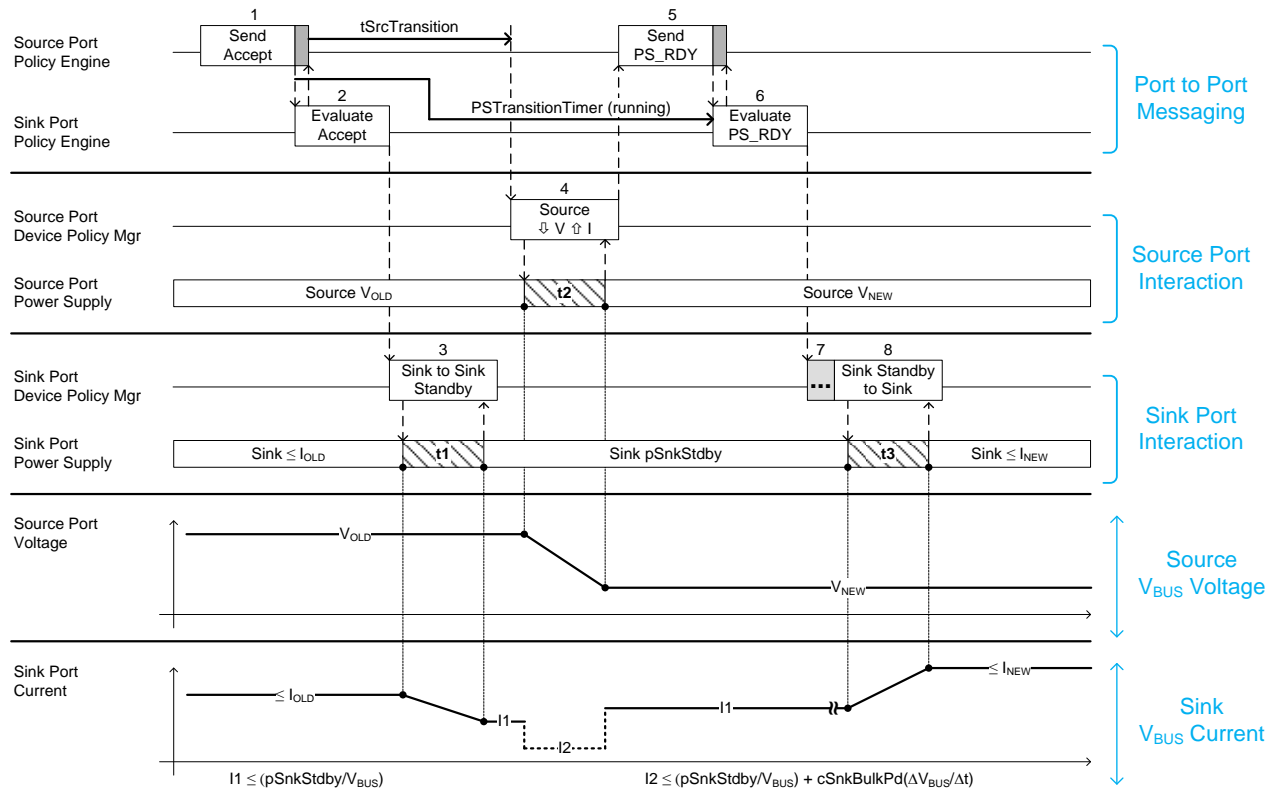 1
Send
Accept
tSrcTransition
5
Send
PS_RDY
Source Port
Policy Engine
2
Evaluate
Accept
PSTransitionTimer (running)
6
Evaluate
PS_RDY
Sink Port
Policy Engine
Port to Port
Messaging
4
Source
⇩ V ⇧ I
Source Port
Device Policy Mgr
Source Port
Power Supply
Source VOLD
t2
Source VNEW
Source Port
Interaction
3
Sink to Sink
Standby
7
...
8
Sink Standby
to Sink
Sink Port
Device Policy Mgr
Sink Port
Power Supply
Sink ≤ IOLD
t1
Sink pSnkStdby
t3
Sink ≤ INEW
Sink Port
Interaction
Source Port
Voltage
VOLD
VNEW
Source
VBUS Voltage
Sink Port
Current
≤ IOLD
I1
I2
I1
≤ INEW
Sink
VBUS Current
I1 ≤ (pSnkStdby/VBUS)
I2 ≤ (pSnkStdby/VBUS) + cSnkBulkPd(ΔVBUS/Δt)